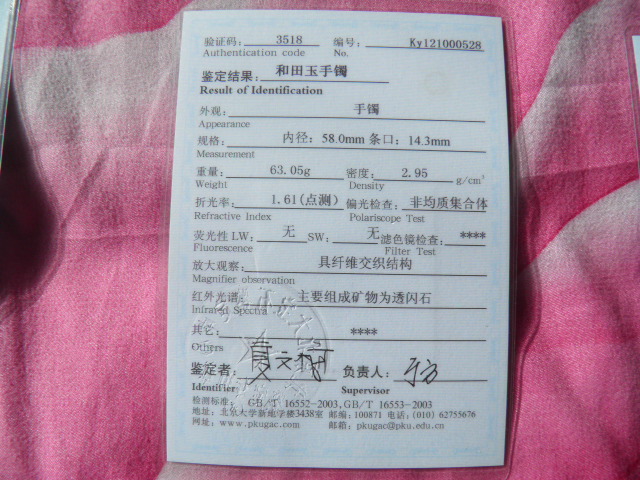 验证码: 3518 编号: Ky121000528
Authentication code No.
鉴定结果: 和田玉手镯
Result of Identification
外观: 手镯
Appearance
规格: 内径: 58.0mm 条口: 14.3mm
Measurement
重量: 63.05g 密度: 2.95 g/cm³
Weight Density
折光率: 1.61(点测) 偏光检查: 非均质集合体
Refractive Index Polariscope Test
荧光性 LW: 无 SW: 无 滤色镜检查: ****
Fluorescence Filter Test
放大观察: 具纤维交织结构
Magnifier observation
红外光谱: 主要组成矿物为透闪石
Infrared Spectra
其它: ****
Others
鉴定者: 负责人:
Identifier Supervisor
检测标准: GB/T 16552-2003,GB/T 16553-2003
地址: 北京大学新地学楼3438室 邮编: 100871 电话: (010) 62755676
网址: www.pkugac.com 邮箱: pkugac@pku.edu.cn